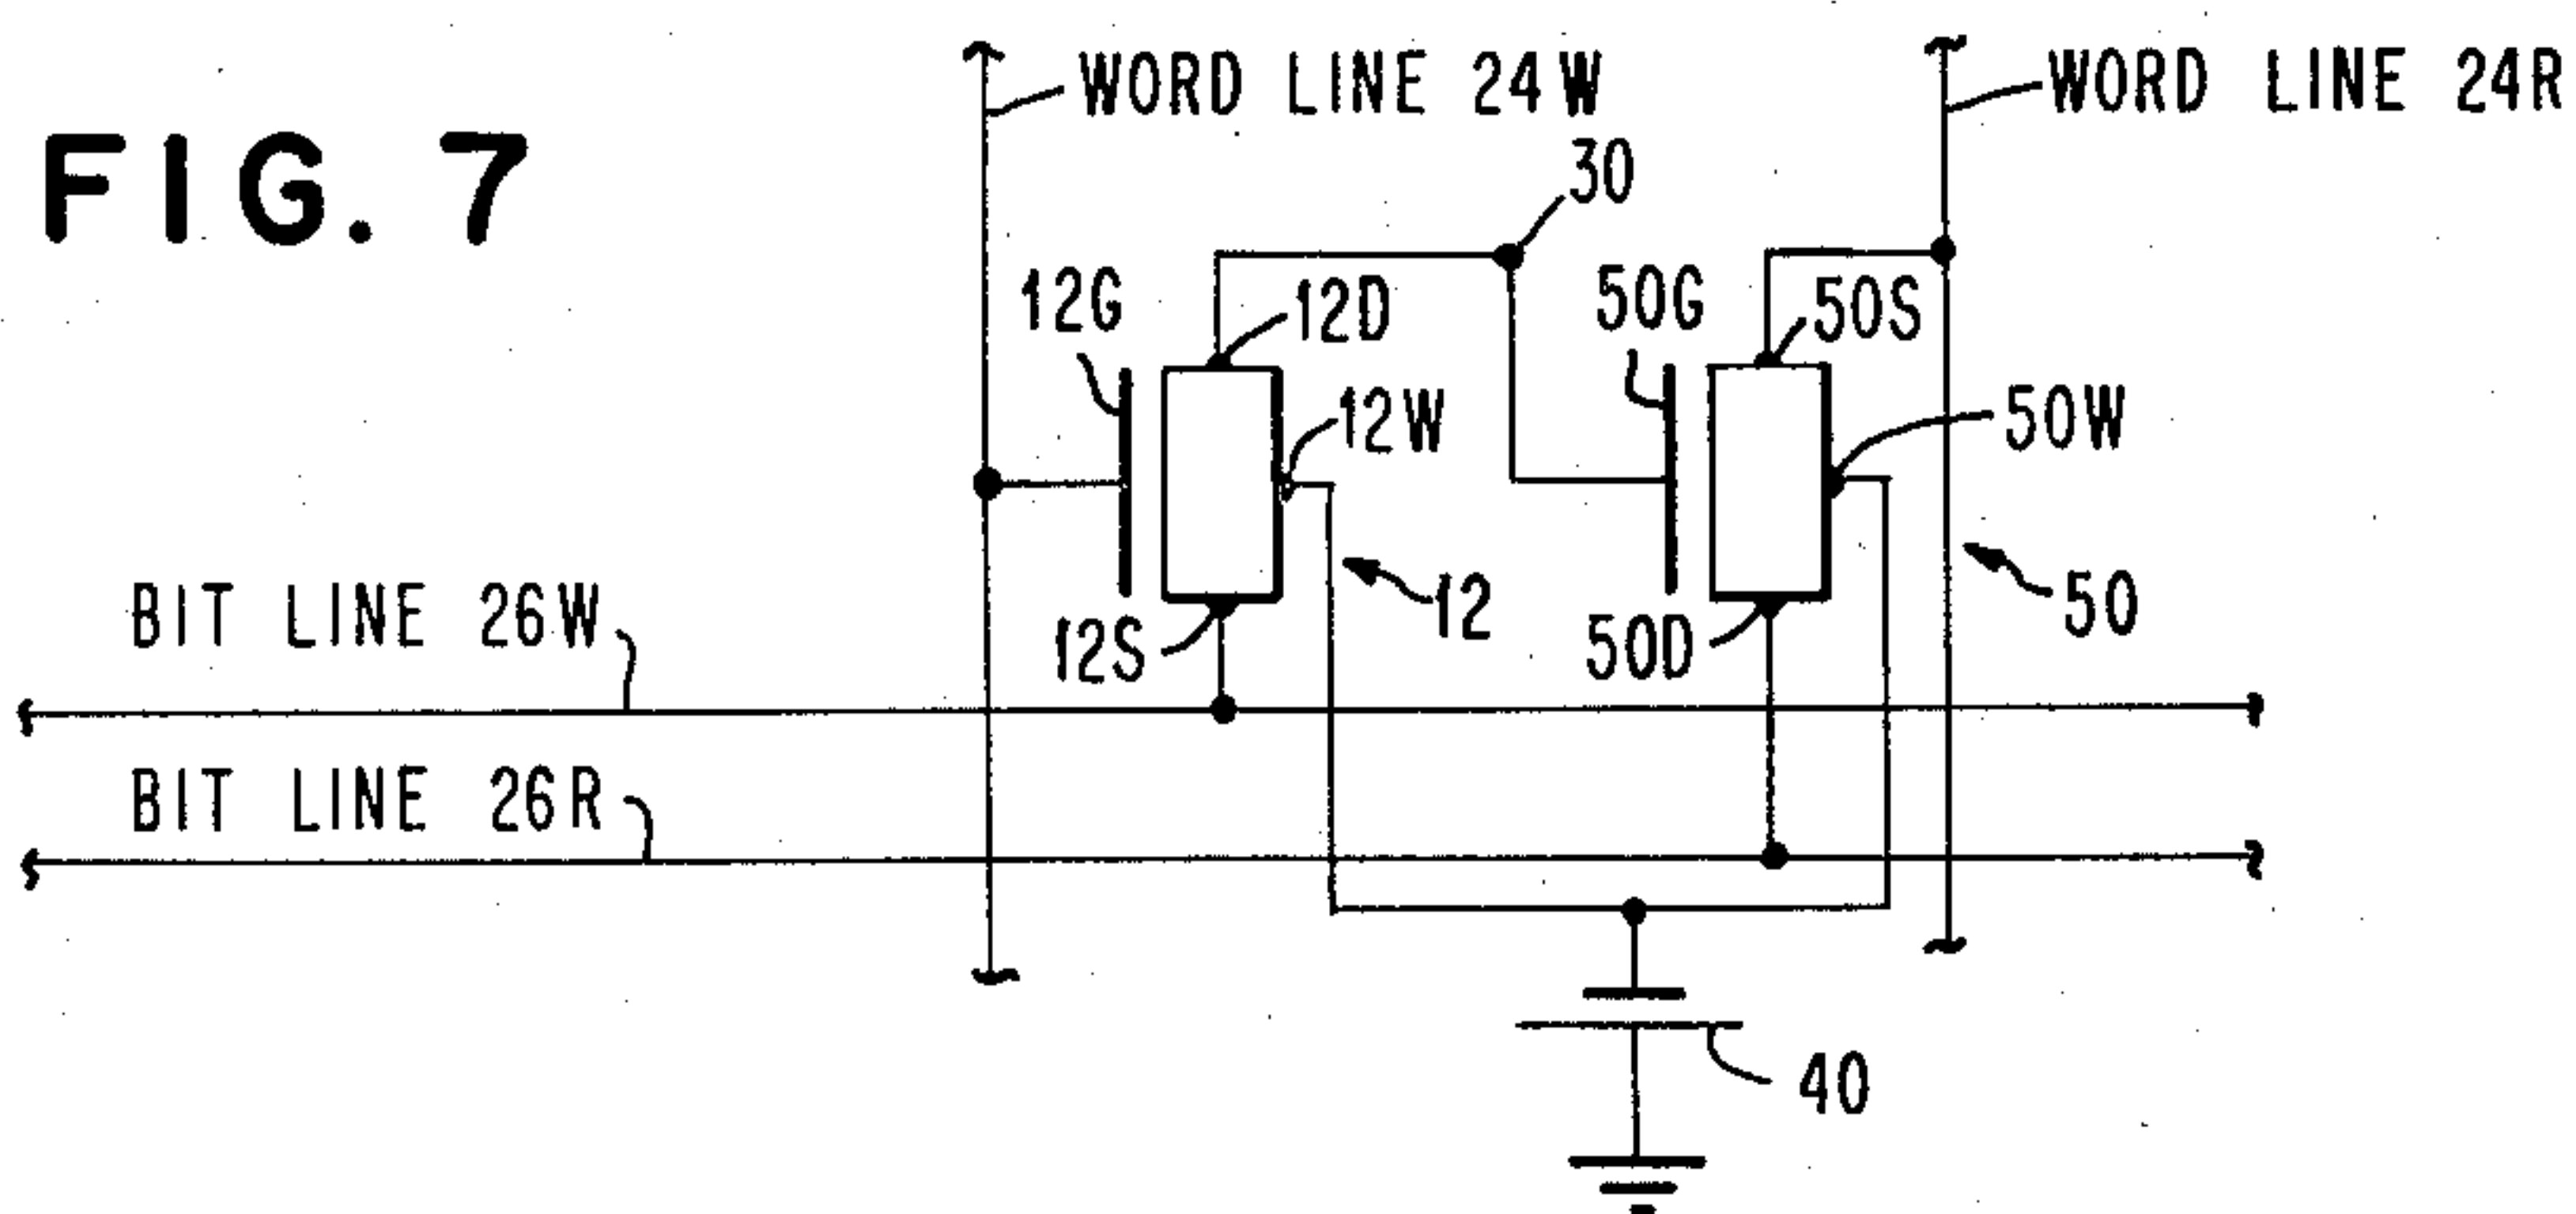 FIG. 7
WORD LINE 24W
WORD LINE 24R
30
12G
12D
50G
50S
12W
50W
12
50
12S
50D
BIT LINE 26W
BIT LINE 26R
40